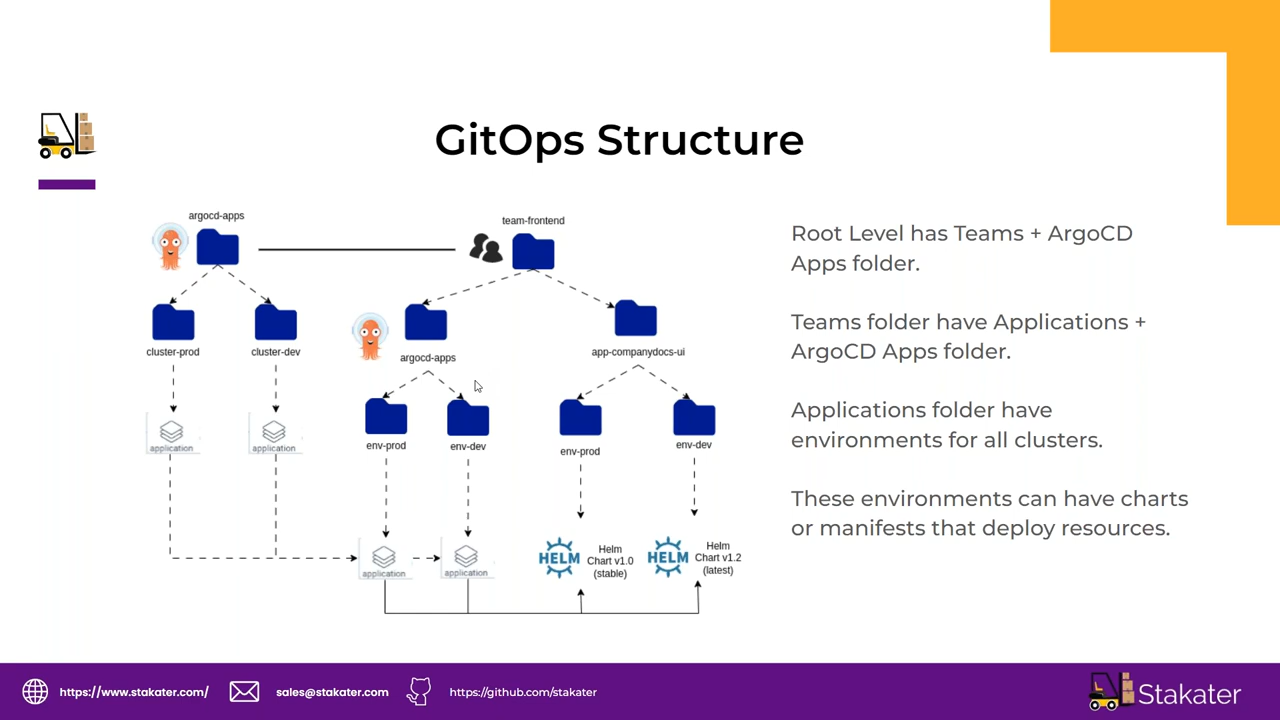 GitOps Structure
argocd-apps
team-frontend
cluster-prod
cluster-dev
argocd-apps
app-companydocs-ui
application
application
env-prod
env-dev
env-prod
env-dev
application
application
HELM
Helm
Chart v1.0
(stable)
HELM
Helm
Chart v1.2
(latest)
Root Level has Teams + ArgoCD
Apps folder.
Teams folder have Applications +
ArgoCD Apps folder.
Applications folder have
environments for all clusters.
These environments can have charts
or manifests that deploy resources.
https://www.stakater.com/
sales@stakater.com
https://github.com/stakater
Stakater